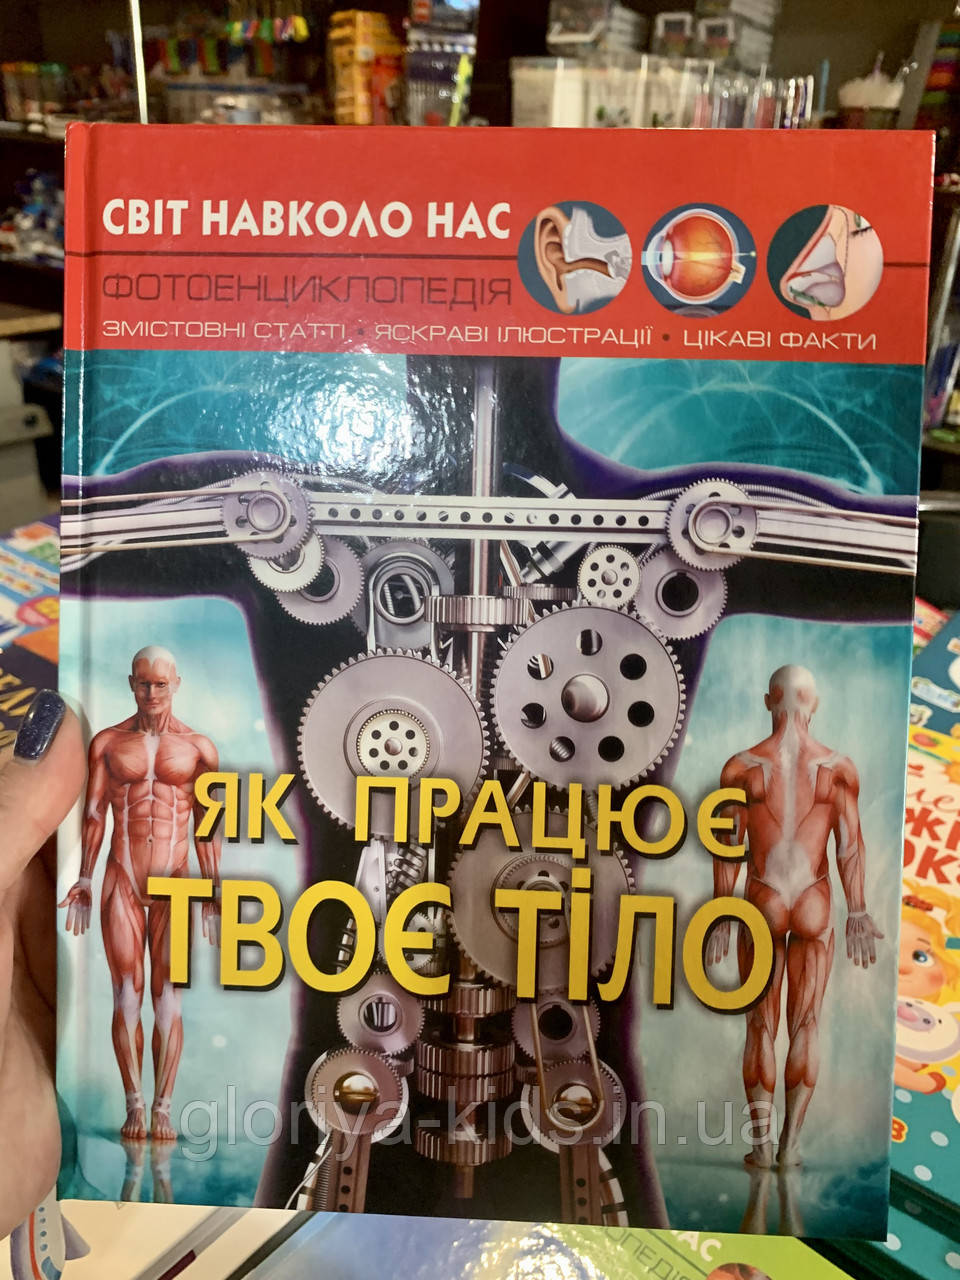 СВІТ НАВКОЛО НАС
ФОТОЕНЦИКЛОПЕДІЯ
ЗМІСТОВНІ СТАТТІ • ЯСКРАВІ ІЛЮСТРАЦІЇ • ЦІКАВІ ФАКТИ
ЯК ПРАЦЮЄ
ТВОЄ ТІЛО
gloriya-kids.in.ua